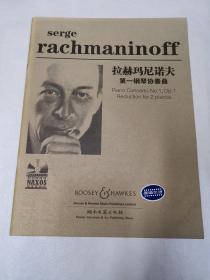 serge
rachmaninoff
拉赫玛尼诺夫
第一钢琴协奏曲
Piano Concerto No.1, Op.1
Reduction for 2 pianos
NAXOS
BOOSEY & HAWKES
湖南文艺出版社